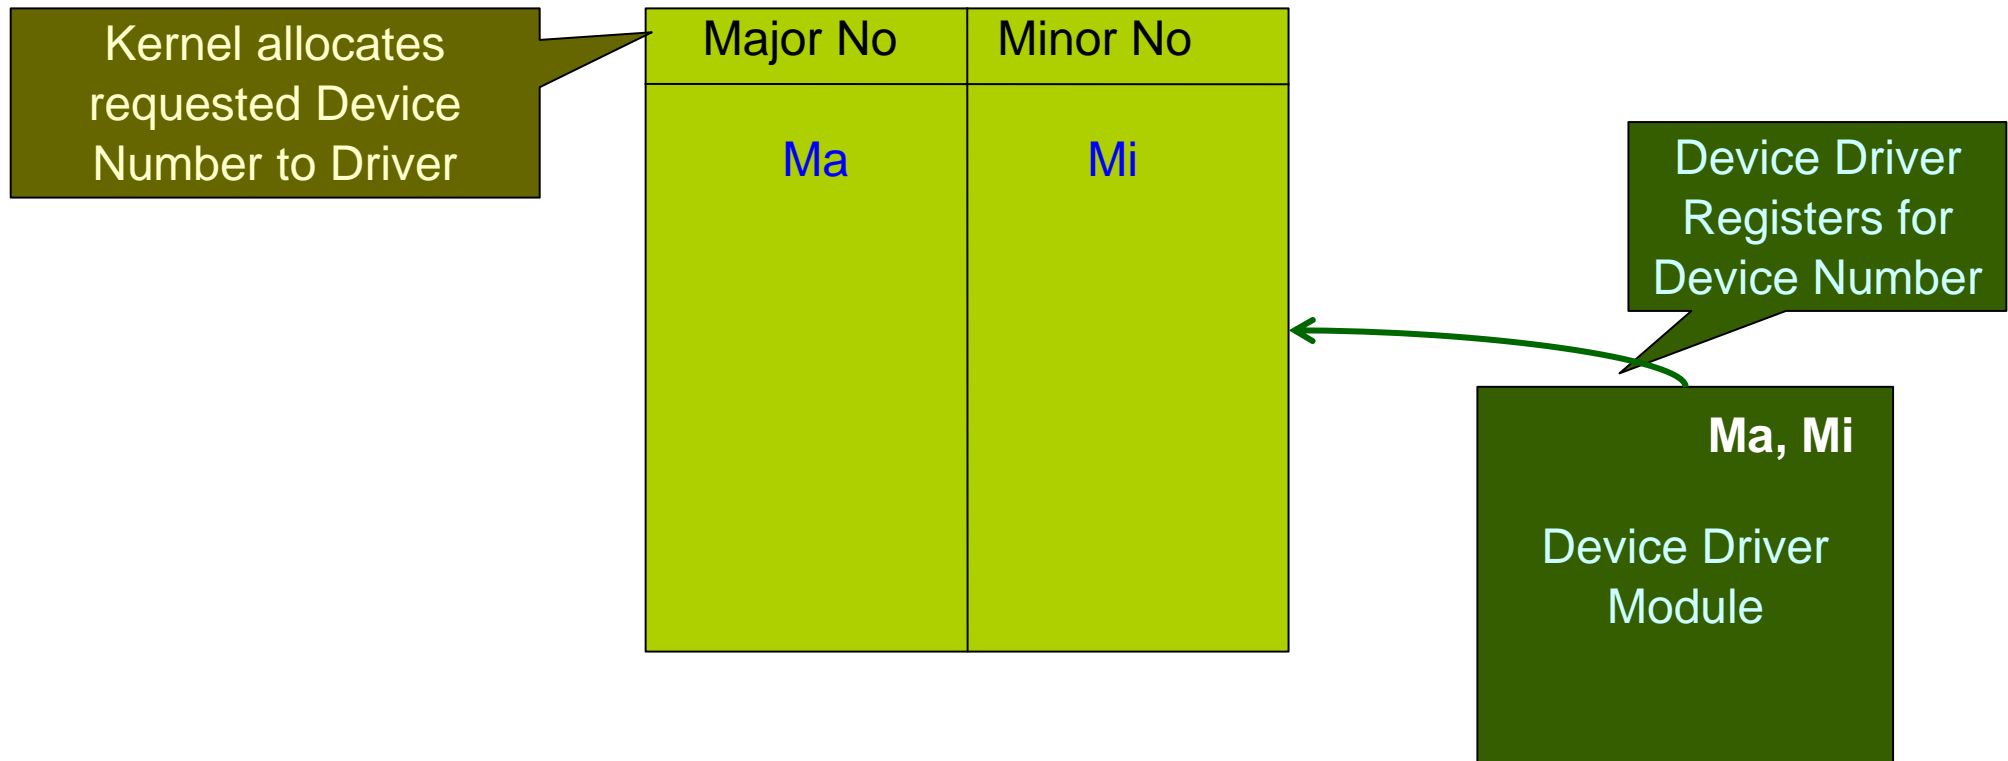 Kernel allocates
requested Device
Number to Driver
Major No Minor No
Ma Mi
Device Driver
Registers for
Device Number
Ma, Mi
Device Driver
Module